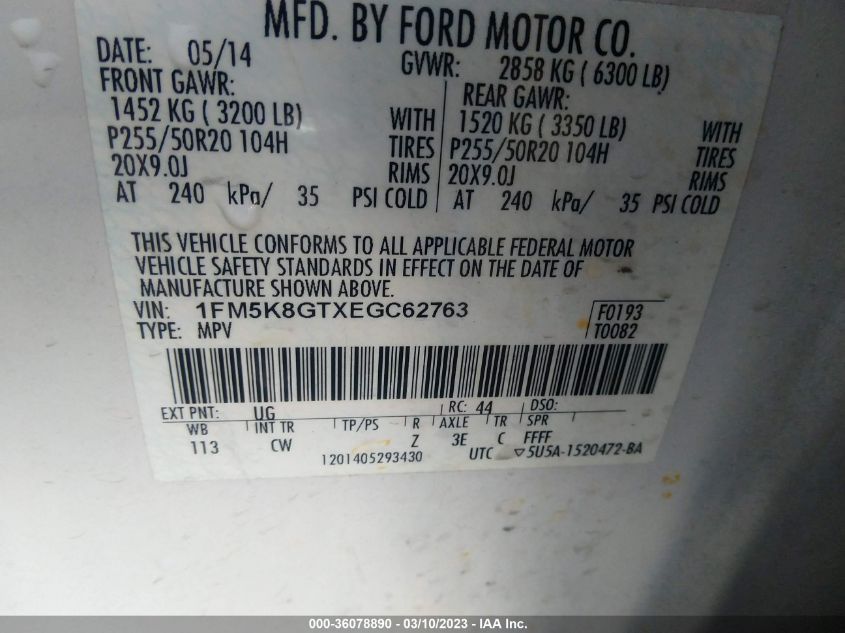 MFD. BY FORD MOTOR CO.
DATE: 05/14 GVWR: 2858 KG ( 6300 LB)
FRONT GAWR: REAR GAWR:
1452 KG ( 3200 LB) WITH 1520 KG ( 3350 LB) WITH
P255/50R20 104H TIRES P255/50R20 104H TIRES
20X9.0J RIMS 20X9.0J RIMS
AT 240 kPa/ 35 PSI COLD AT 240 kPa/ 35 PSI COLD
THIS VEHICLE CONFORMS TO ALL APPLICABLE FEDERAL MOTOR
VEHICLE SAFETY STANDARDS IN EFFECT ON THE DATE OF
MANUFACTURE SHOWN ABOVE.
VIN: 1FM5K8GTXEGC62763 F0193
TYPE: MPV T0082
EXT PNT: UG RC: 44 DSO:
WB INT TR TP/PS R AXLE TR SPR
113 CW Z 3E C FFFF
1201405293430 UTC ▽5U5A-1520472-BA
000-36078890 - 03/10/2023 - IAA Inc.